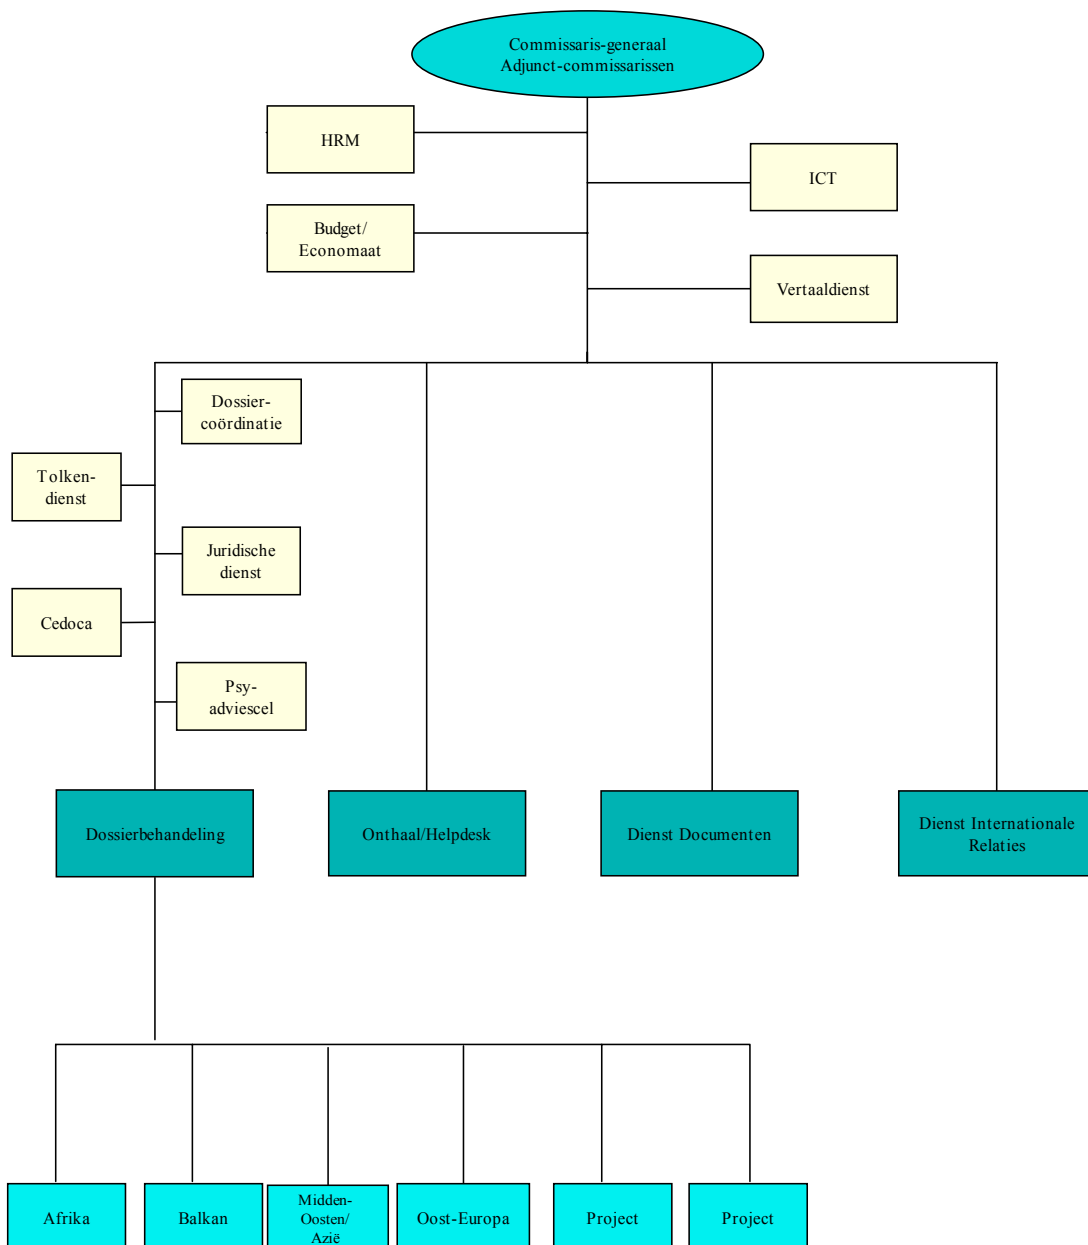 Commissaris-generaal
Adjunct-commissarissen
HRM
ICT
Budget/
Economaat
Vertaaldienst
Dossier-
coördinatie
Tolken-
dienst
Juridische
dienst
Cedoca
Psy-
adviescel
Dossierbehandeling
Onthaal/Helpdesk
Dienst Documenten
Dienst Internationale
Relaties
Afrika
Balkan
Midden-
Oosten/
Azië
Oost-Europa
Project
Project